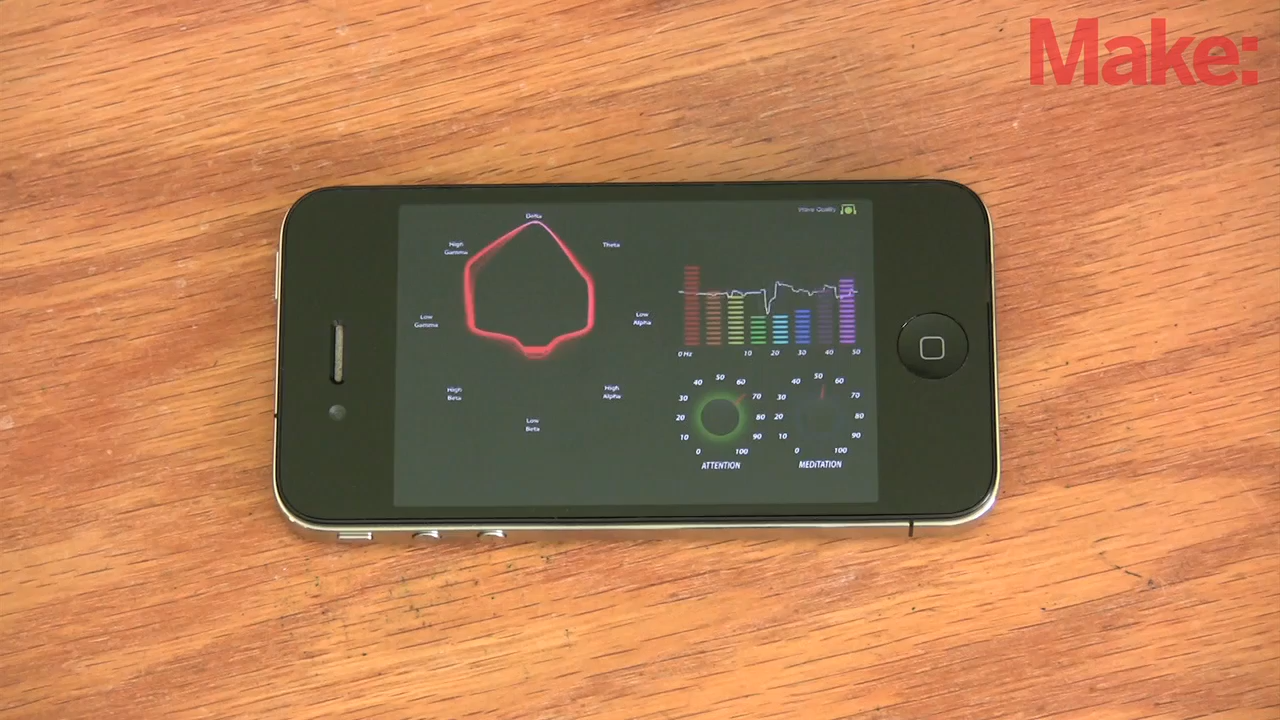 Make:
Delta
High
Gamma
Theta
Low
Gamma
Low
Alpha
High
Beta
High
Alpha
Low
Beta
Wave Quality
0 Hz 10 20 30 40 50
0 10 20 30 40 50 60 70 80 90 100
ATTENTION
0 10 20 30 40 50 60 70 80 90 100
MEDITATION